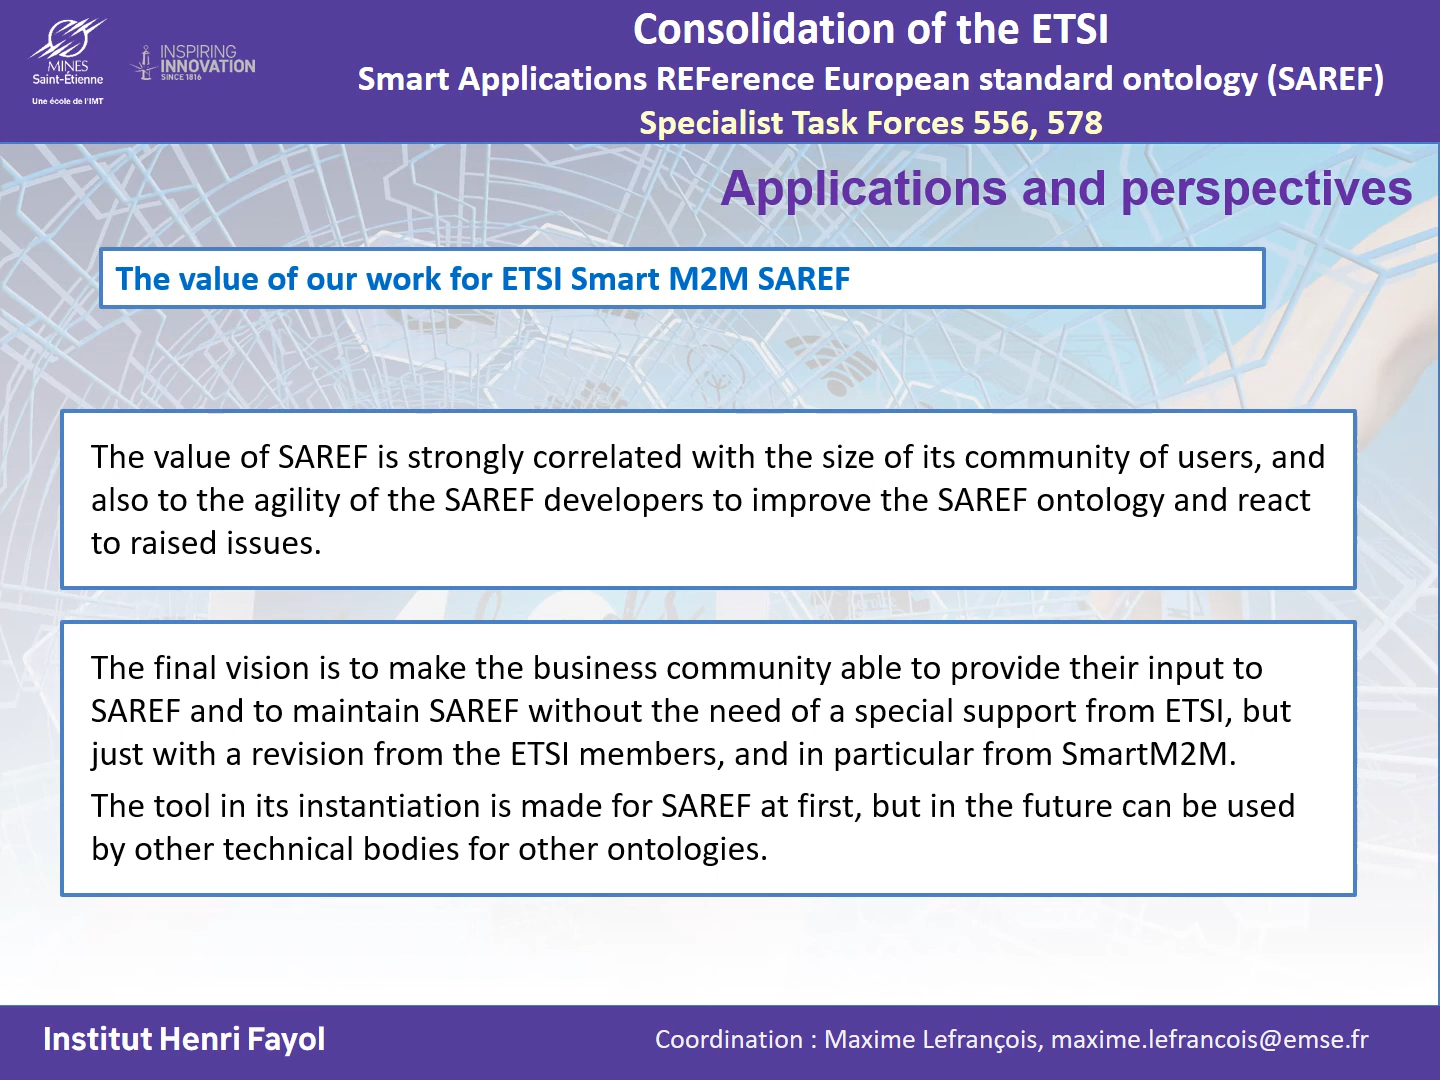 MINES
Saint-Étienne
Une école de l'IMT
INSPIRING
INNOVATION
SINCE 1816
Consolidation of the ETSI
Smart Applications REFerence European standard ontology (SAREF)
Specialist Task Forces 556, 578
Applications and perspectives
The value of our work for ETSI Smart M2M SAREF
The value of SAREF is strongly correlated with the size of its community of users, and
also to the agility of the SAREF developers to improve the SAREF ontology and react
to raised issues.
The final vision is to make the business community able to provide their input to
SAREF and to maintain SAREF without the need of a special support from ETSI, but
just with a revision from the ETSI members, and in particular from SmartM2M.
The tool in its instantiation is made for SAREF at first, but in the future can be used
by other technical bodies for other ontologies.
Institut Henri Fayol
Coordination : Maxime Lefrançois, maxime.lefrancois@emse.fr